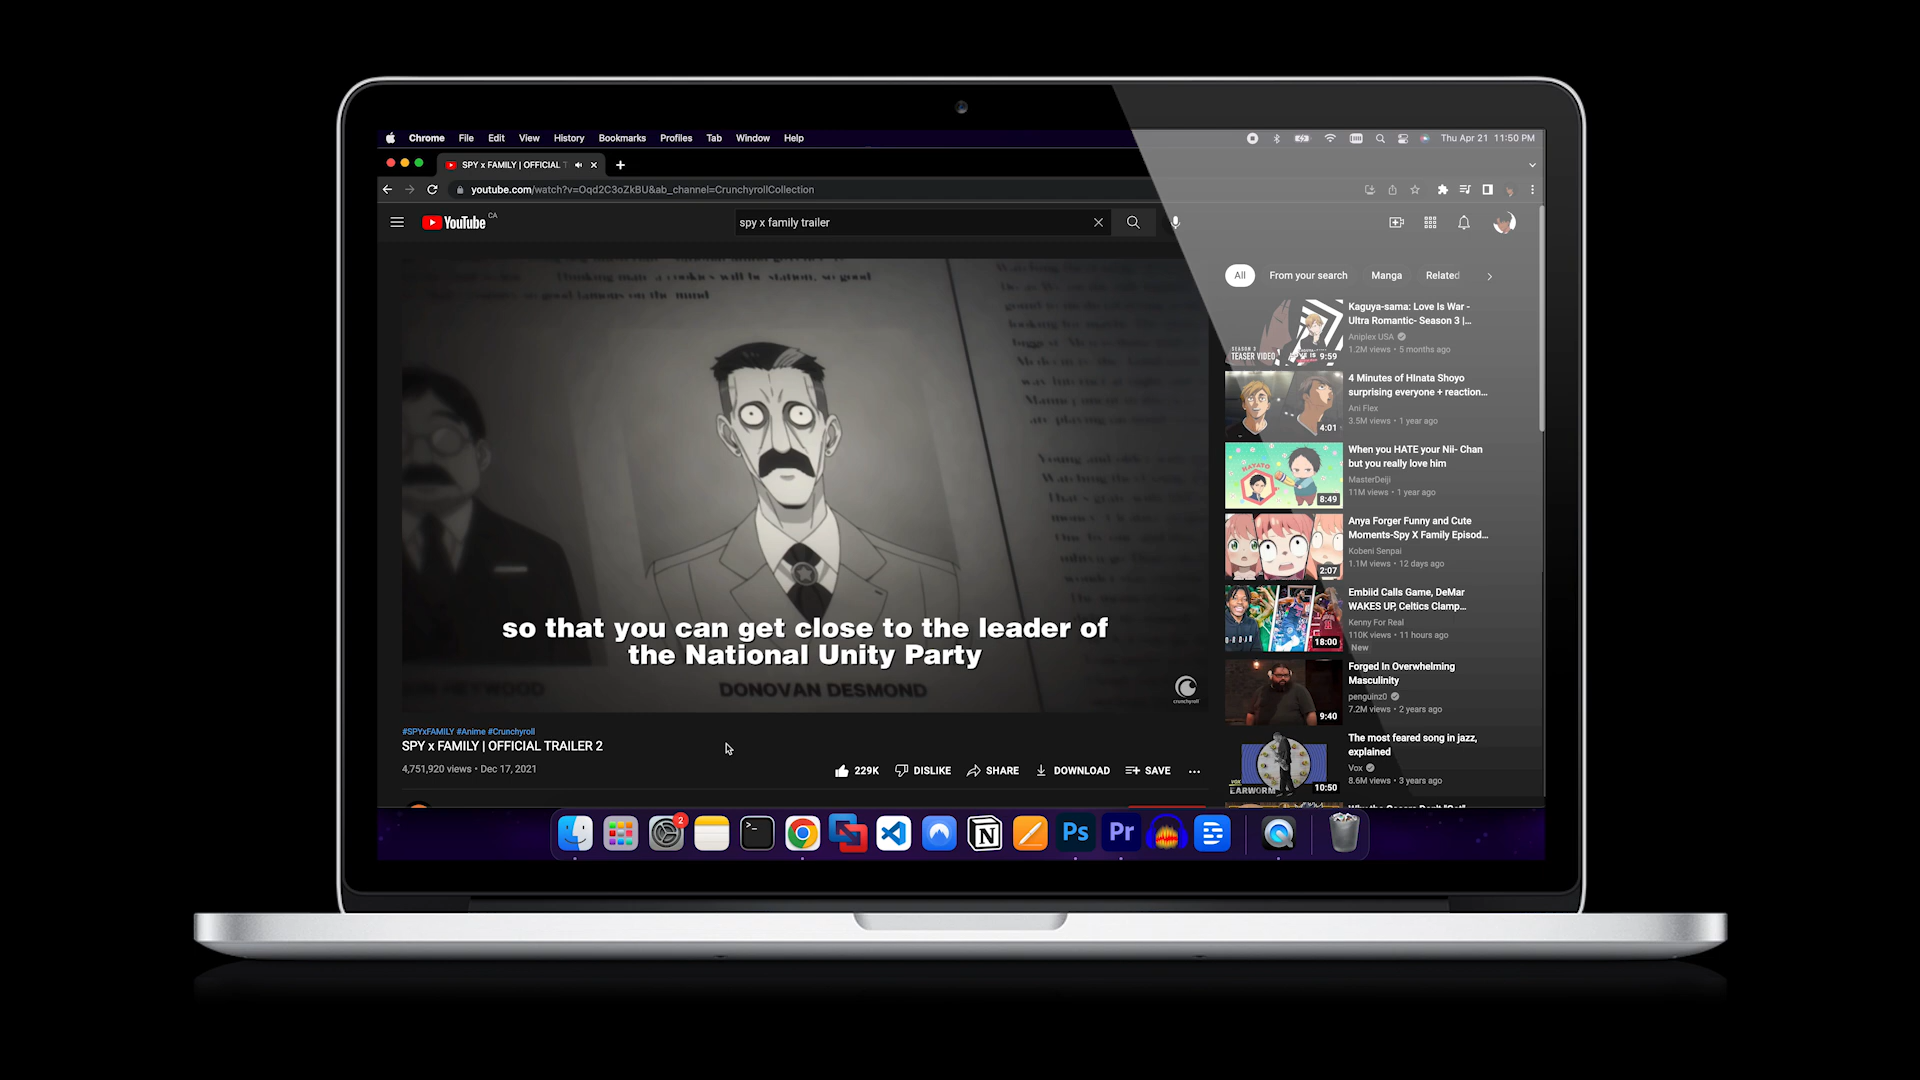 Chrome File Edit View History Bookmarks Profiles Tab Window Help
Thu Apr 21 11:50 PM
SPY x FAMILY | OFFICIAL T
youtube.com/watch?v=Oqd2C3oZkBU&ab_channel=CrunchyrollCollection
YouTube CA
spy x family trailer
All From your search Manga Related
so that you can get close to the leader of
the National Unity Party
HEYWOOD
DONOVAN DESMOND
crunchyroll
#SPYxFAMILY #Anime #Crunchyroll
SPY x FAMILY | OFFICIAL TRAILER 2
4,751,920 views • Dec 17, 2021
229K DISLIKE SHARE DOWNLOAD SAVE
SEASON 3
TEASER VIDEO
9:59
Kaguya-sama: Love Is War -
Ultra Romantic- Season 3 |...
Aniplex USA
1.2M views • 5 months ago
4:01
4 Minutes of HInata Shoyo
surprising everyone + reaction...
Ani Flex
3.5M views • 1 year ago
8:49
When you HATE your Nii- Chan
but you really love him
MasterDeiji
11M views • 1 year ago
2:07
Anya Forger Funny and Cute
Moments-Spy X Family Episod...
Kobeni Senpai
1.1M views • 12 days ago
18:00
Embiid Calls Game, DeMar
WAKES UP, Celtics Clamp...
Kenny For Real
110K views • 11 hours ago
New
9:40
Forged In Overwhelming
Masculinity
penguinz0
7.2M views • 2 years ago
Vox
EARWORM
10:50
The most feared song in jazz,
explained
Vox
8.6M views • 3 years ago
2
N
Ps
Pr